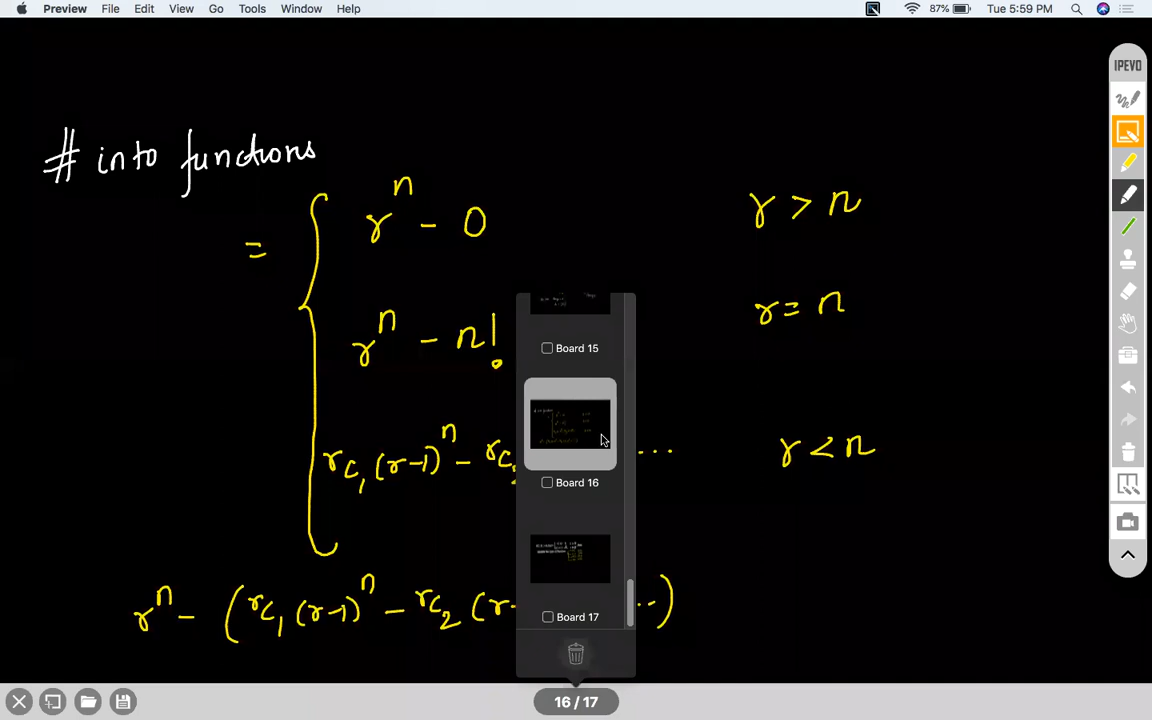 Preview File Edit View Go Tools Window Help 87% Tue 5:59 PM
IPEVO
# into functions
= r^n - 0 r > n
r^n - n! r = n
rC₁(r-1)^n - rC ... r < n
r^n - (rC₁(r-1)^n - rC₂(r- ...)
Board 15
Board 16
Board 17
16 / 17